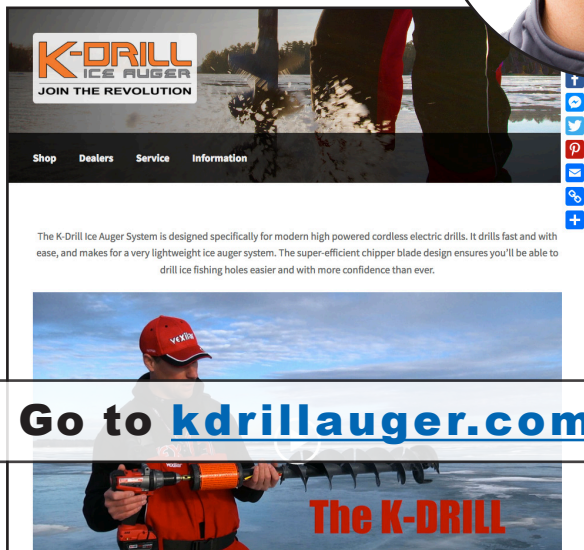 K-DRILL
ICE AUGER
JOIN THE REVOLUTION
Shop Dealers Service Information
The K-Drill Ice Auger System is designed specifically for modern high powered cordless electric drills. It drills fast and with
ease, and makes for a very lightweight ice auger system. The super-efficient chipper blade design ensures you’ll be able to
drill ice fishing holes easier and with more confidence than ever.
vexilar
Go to kdrillauger.com
The K-DRILL